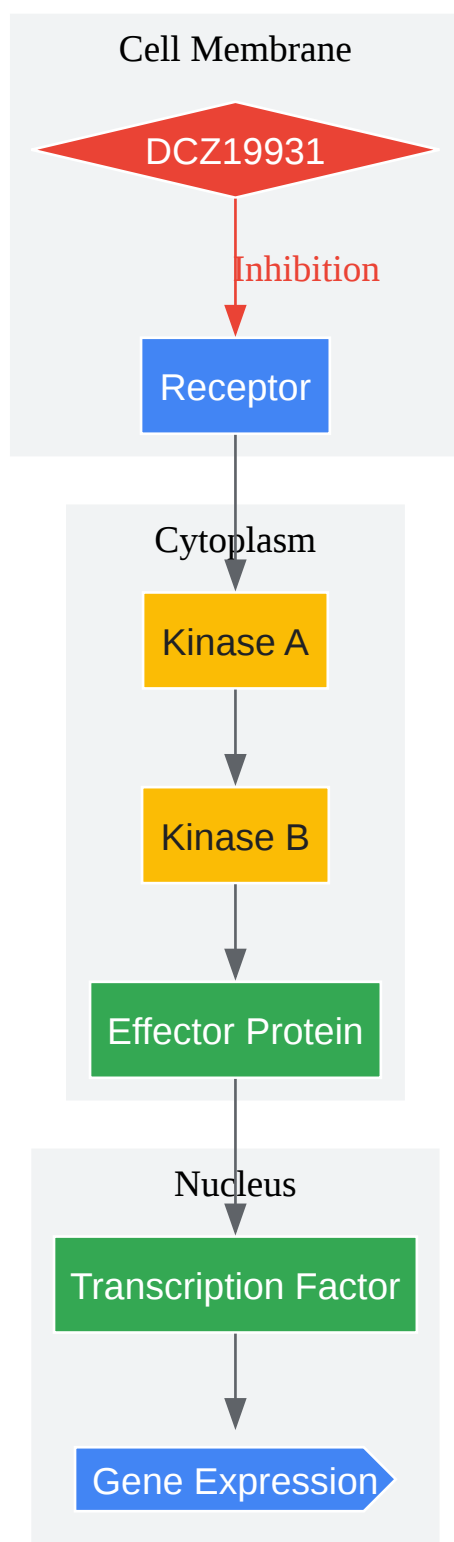 Cell Membrane
DCZ19931
Inhibition
Receptor
Cytoplasm
Kinase A
Kinase B
Effector Protein
Nucleus
Transcription Factor
Gene Expression